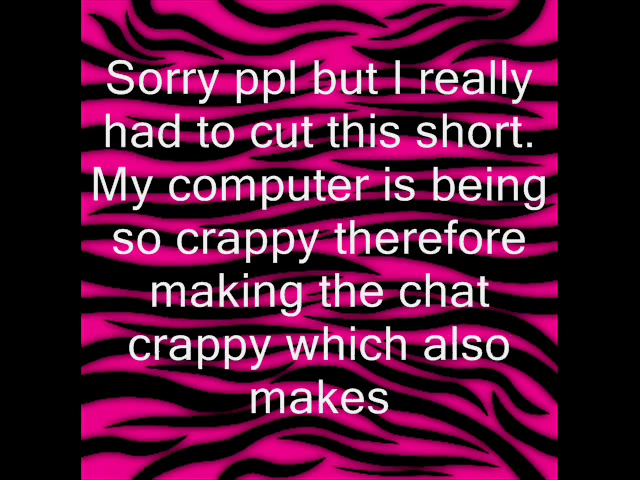 Sorry ppl but I really
had to cut this short.
My computer is being
so crappy therefore
making the chat
crappy which also
makes